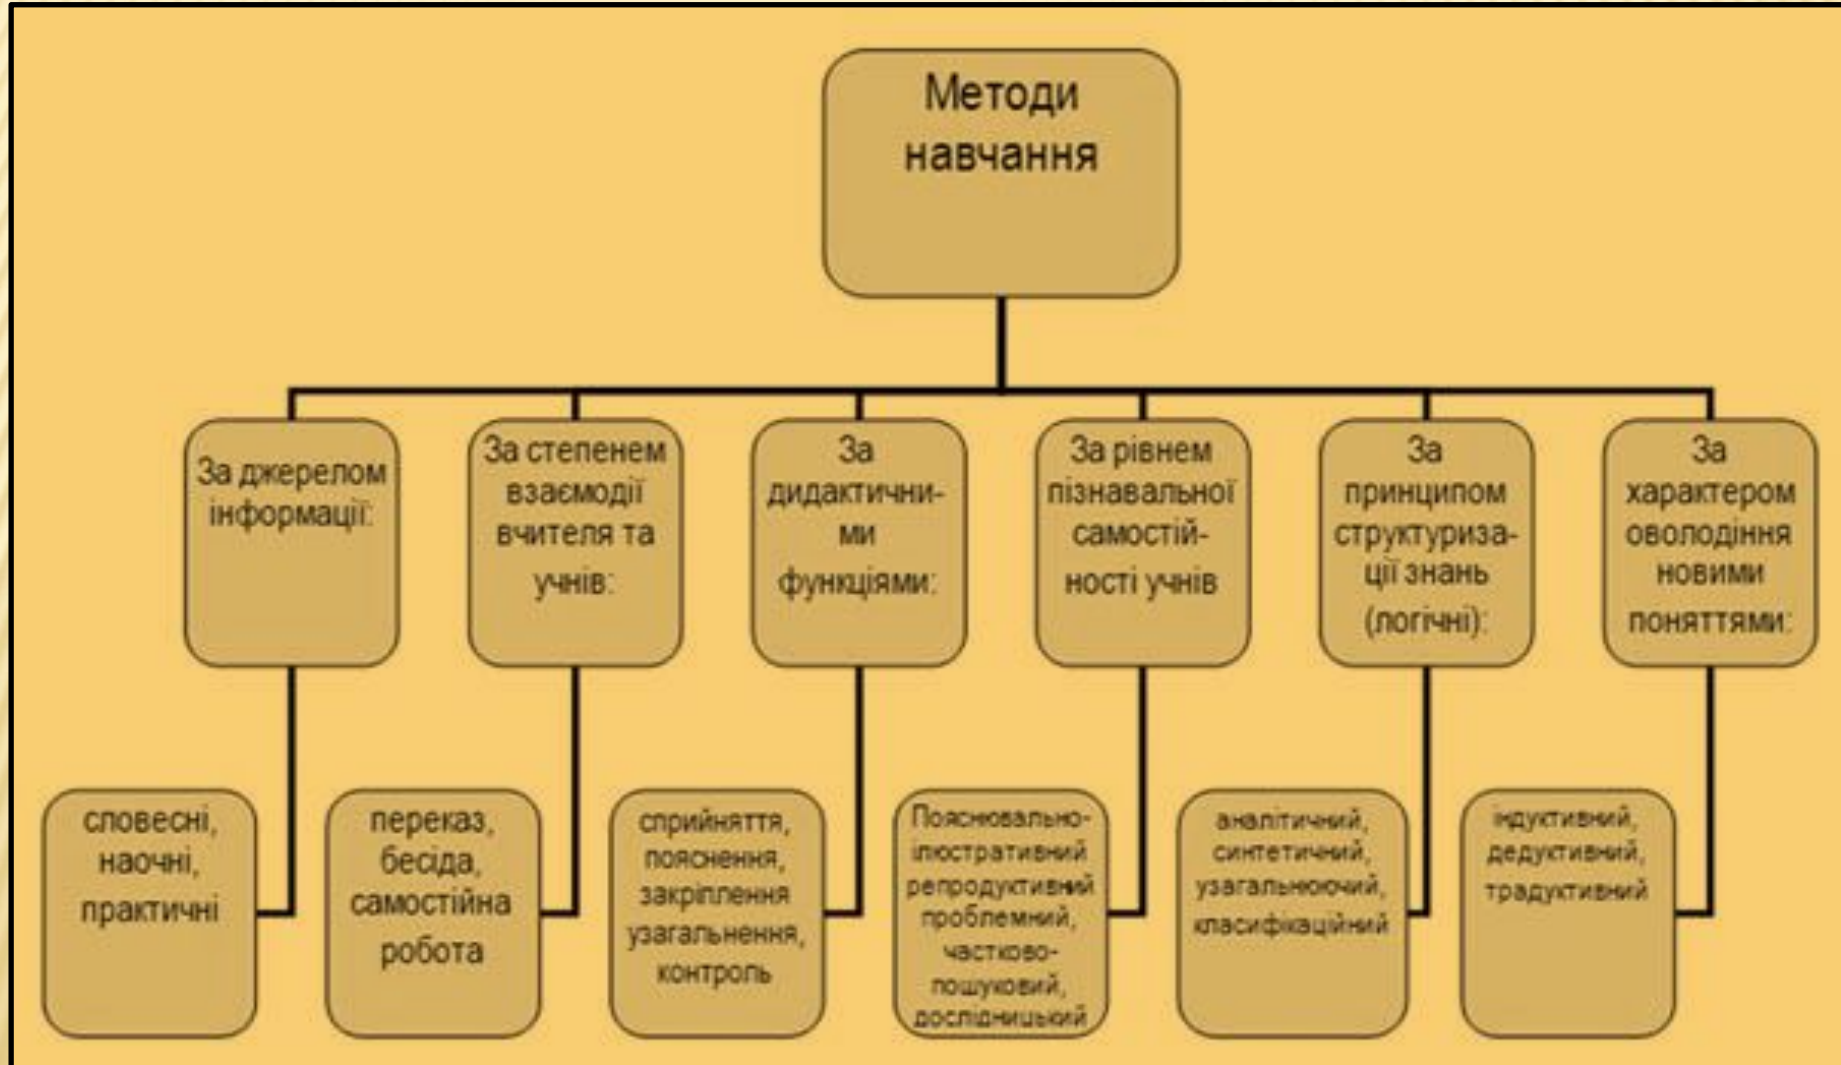 Методи
навчання
За джерелом
інформації:
За степенем
взаємодії
вчителя та
учнів:
За
дидактични-
ми
функціями:
За рівнем
пізнавальної
самостій-
ності учнів
За
принципом
структуриза-
ції знань
(логічні):
За
характером
оволодіння
новими
поняттями:
словесні,
наочні,
практичні
переказ,
бесіда,
самостійна
робота
сприйняття,
пояснення,
закріплення
узагальнення,
контроль
Пояснювально-
ілюстративний
репродуктивний
проблемний,
частково-
пошуковий,
дослідницький
аналітичний,
синтетичний,
узагальнюючий,
класифікаційний
індуктивний,
дедуктивний,
традуктивний